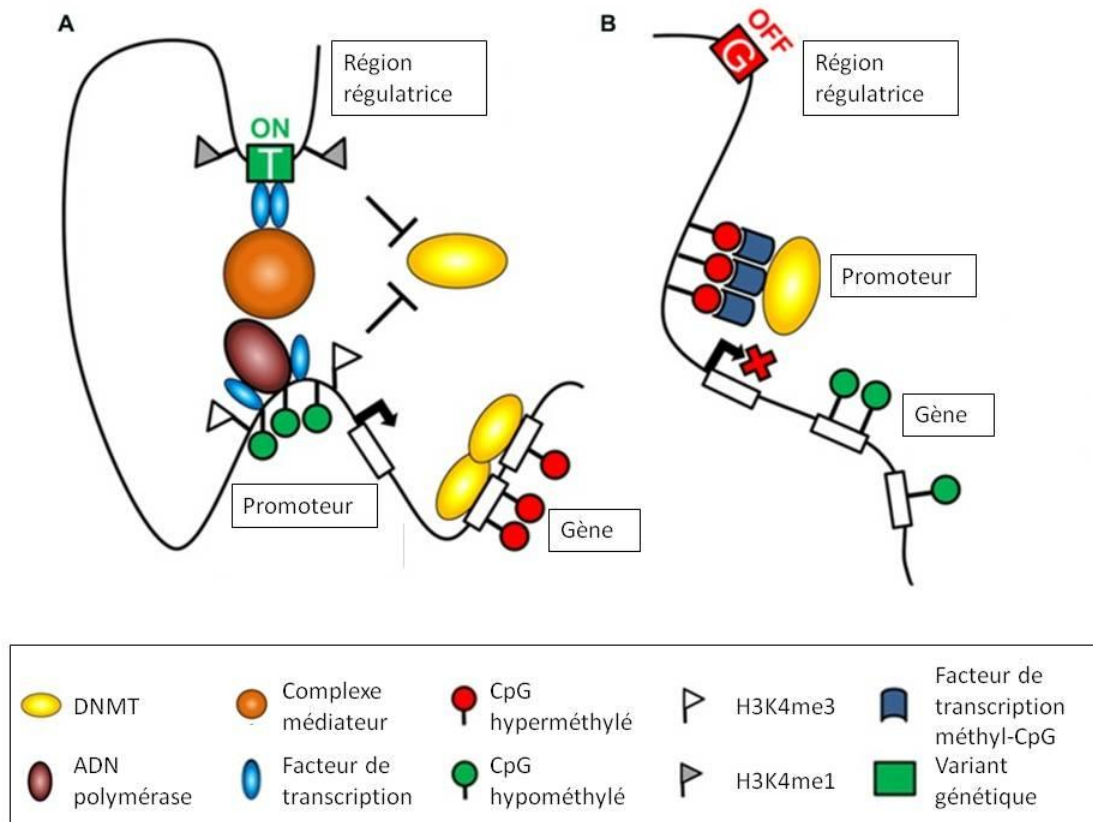 A
Région
régulatrice
ON
T
Promoteur
Gène
B
OFF
G
Région
régulatrice
Promoteur
Gène
DNMT
Complexe
médiateur
CpG
hyperméthylé
H3K4me3
Facteur de
transcription
méthyl-CpG
ADN
polymérase
Facteur de
transcription
CpG
hypométhylé
H3K4me1
Variant
génétique